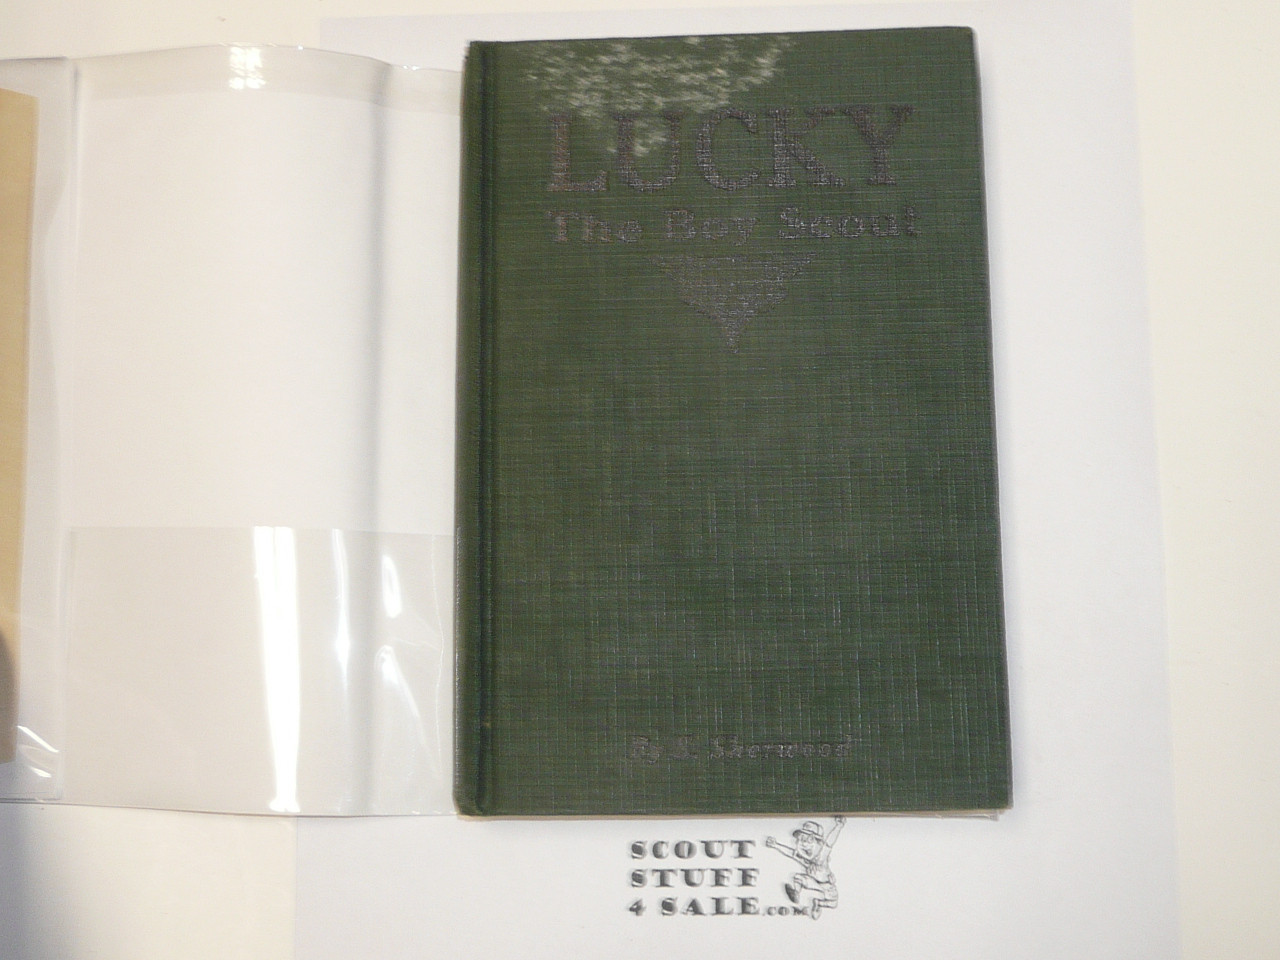 LUCKY
The Boy Scout
By E. Sherwood
SCOUT
STUFF
4 SALE.com